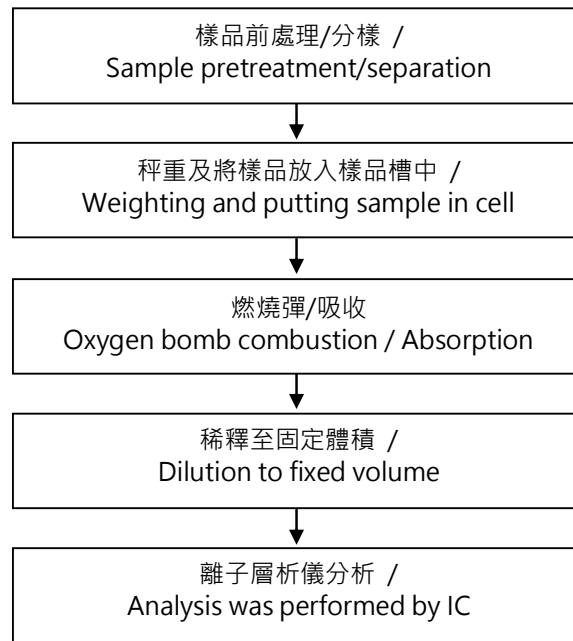 樣品前處理/分樣 /
Sample pretreatment/separation
秤重及將樣品放入樣品槽中 /
Weighting and putting sample in cell
燃燒彈/吸收
Oxygen bomb combustion / Absorption
稀釋至固定體積 /
Dilution to fixed volume
離子層析儀分析 /
Analysis was performed by IC